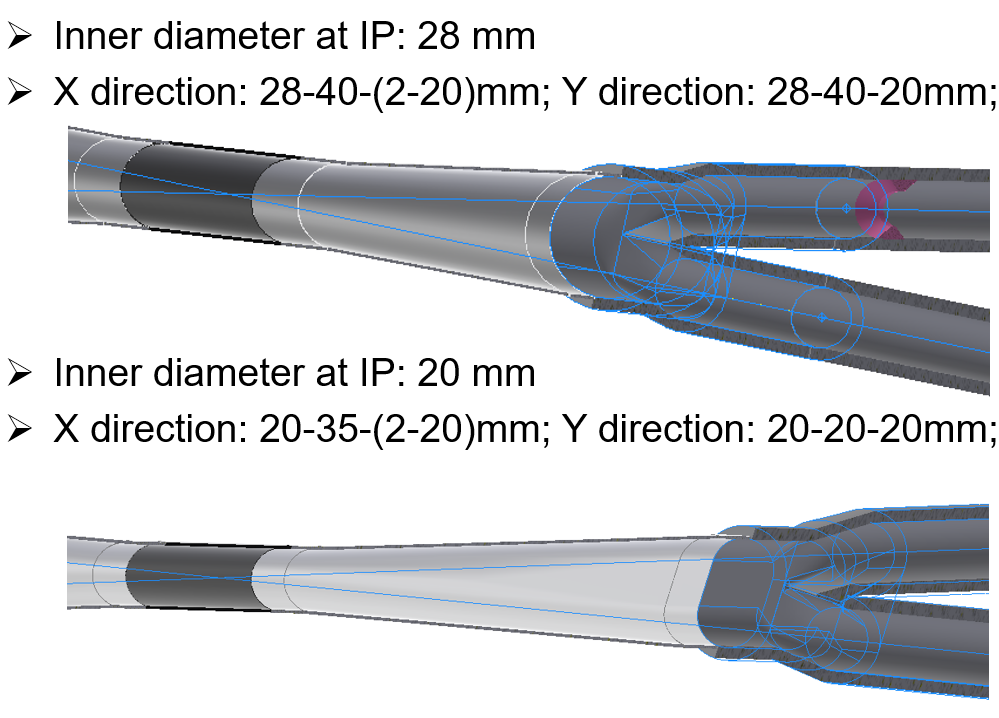 ➢ Inner diameter at IP: 28 mm
➢ X direction: 28-40-(2-20)mm; Y direction: 28-40-20mm;
➢ Inner diameter at IP: 20 mm
➢ X direction: 20-35-(2-20)mm; Y direction: 20-20-20mm;